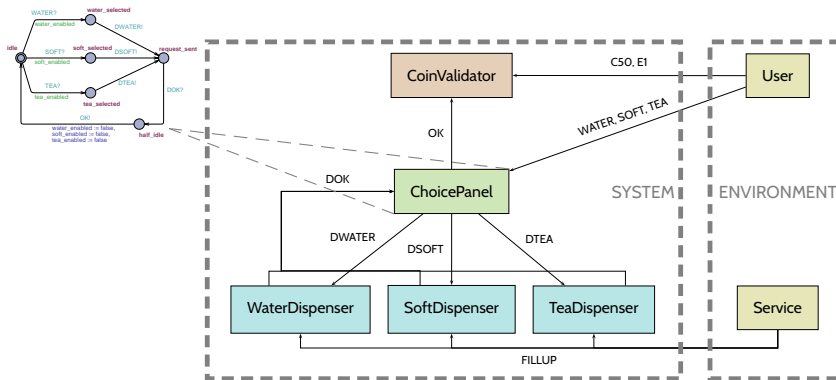 WATER?
water_enabled
water_selected
DWATER!
idle
SOFT?
soft_enabled
soft_selected
DSOFT!
request_sent
TEA?
tea_enabled
tea_selected
DTEA!
DOK?
OK!
water_enabled := false,
soft_enabled := false,
tea_enabled := false
half_idle
CoinValidator
C50, E1
User
WATER, SOFT, TEA
OK
DOK
ChoicePanel
SYSTEM
ENVIRONMENT
DWATER
DSOFT
DTEA
WaterDispenser
SoftDispenser
TeaDispenser
Service
FILLUP